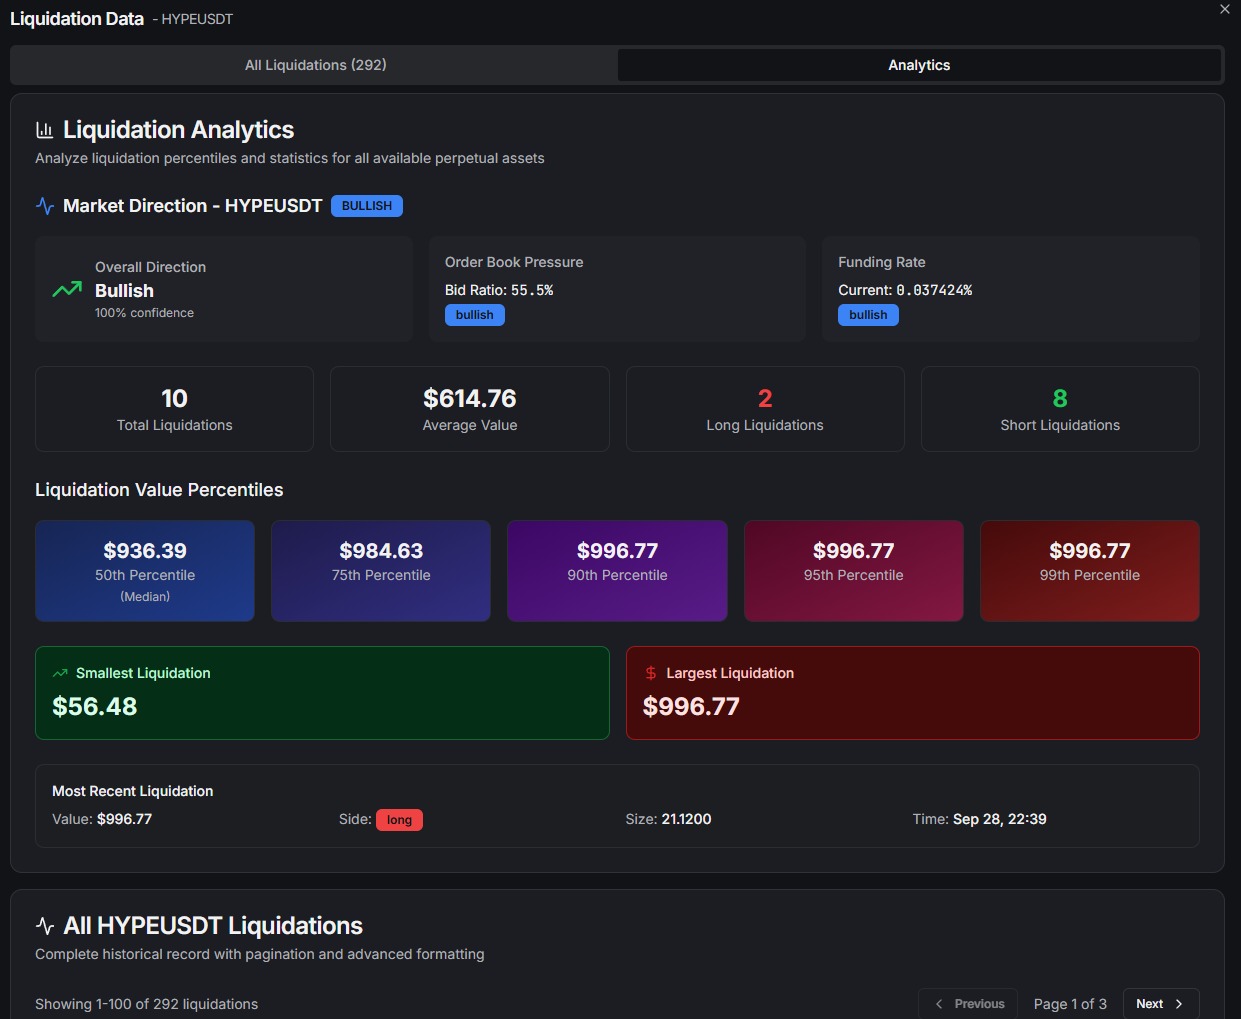 Liquidation Data - HYPEUSDT
All Liquidations (292)
Analytics
Liquidation Analytics
Analyze liquidation percentiles and statistics for all available perpetual assets
Market Direction - HYPEUSDT BULLISH
Overall Direction
Bullish
100% confidence
Order Book Pressure
Bid Ratio: 55.5%
bullish
Funding Rate
Current: 0.037424%
bullish
10
Total Liquidations
$614.76
Average Value
2
Long Liquidations
8
Short Liquidations
Liquidation Value Percentiles
$936.39
50th Percentile
(Median)
$984.63
75th Percentile
$996.77
90th Percentile
$996.77
95th Percentile
$996.77
99th Percentile
Smallest Liquidation
$56.48
Largest Liquidation
$996.77
Most Recent Liquidation
Value: $996.77
Side: long
Size: 21.1200
Time: Sep 28, 22:39
All HYPEUSDT Liquidations
Complete historical record with pagination and advanced formatting
Showing 1-100 of 292 liquidations
Previous
Page 1 of 3
Next